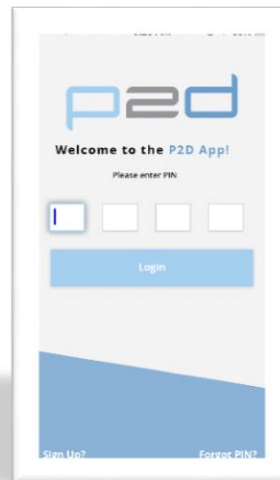 p2d
Welcome to the P2D App!
Please enter PIN
Login
Sign Up? Forgot PIN?